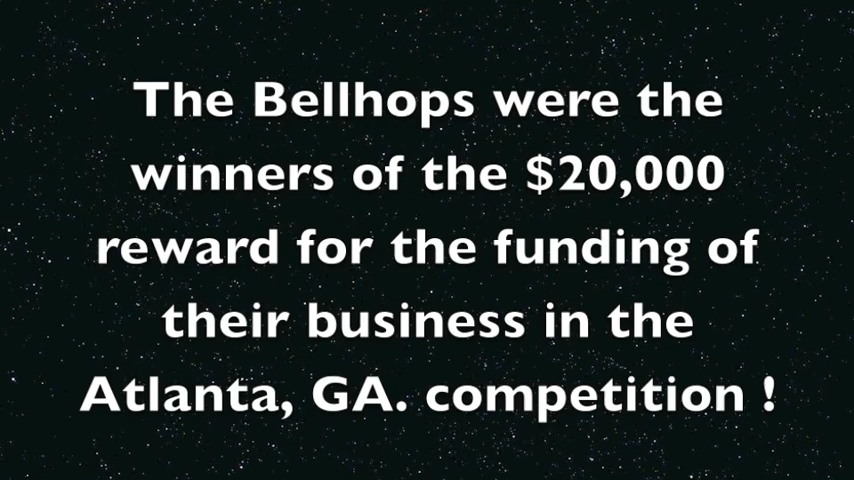 The Bellhops were the
winners of the $20,000
reward for the funding of
their business in the
Atlanta, GA. competition !